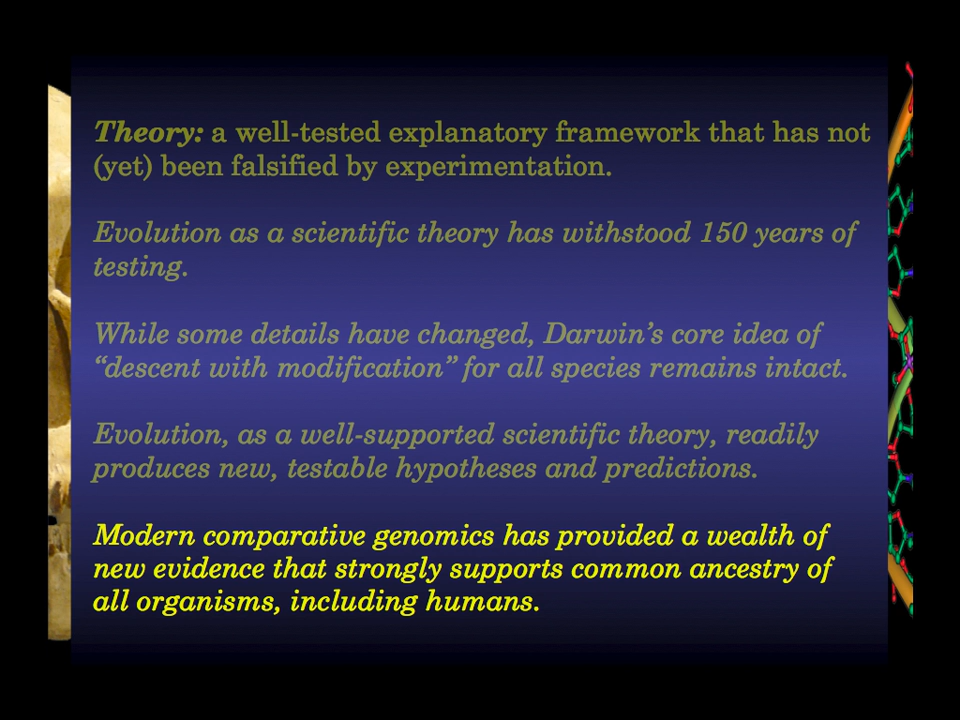 Theory: a well-tested explanatory framework that has not
(yet) been falsified by experimentation.
Evolution as a scientific theory has withstood 150 years of
testing.
While some details have changed, Darwin’s core idea of
“descent with modification” for all species remains intact.
Evolution, as a well-supported scientific theory, readily
produces new, testable hypotheses and predictions.
Modern comparative genomics has provided a wealth of
new evidence that strongly supports common ancestry of
all organisms, including humans.